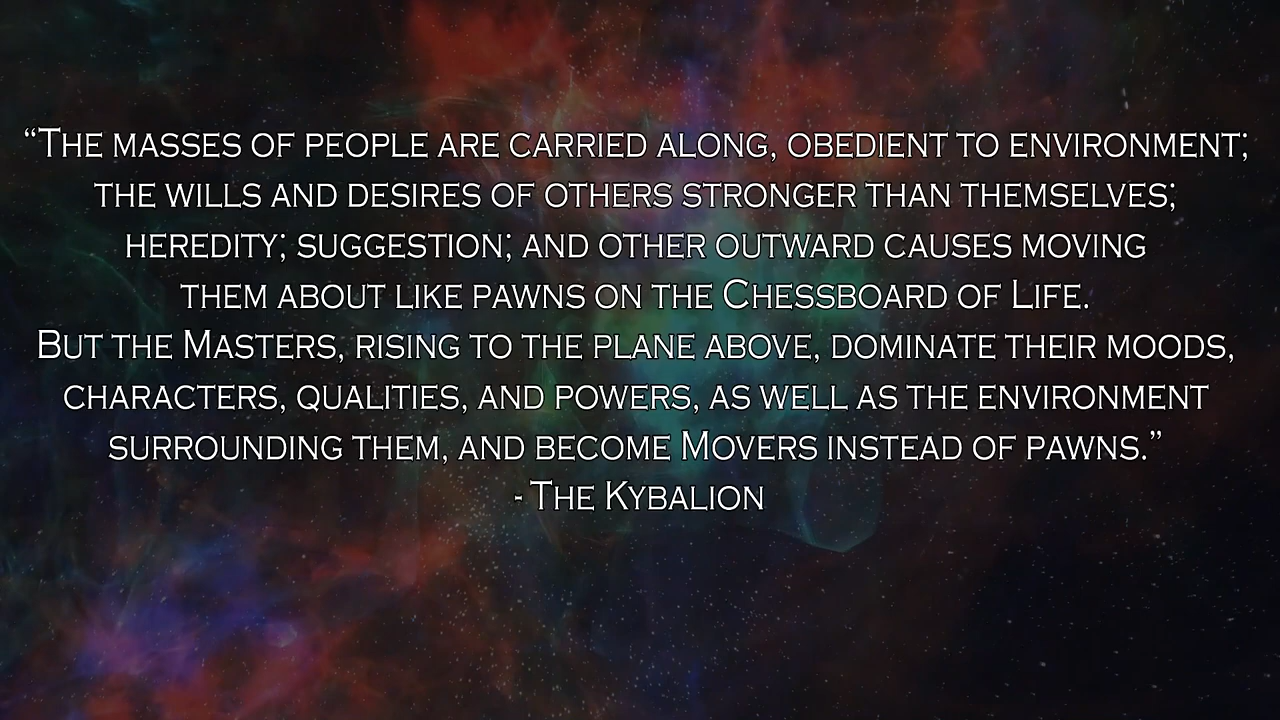 “The masses of people are carried along, obedient to environment;
the wills and desires of others stronger than themselves;
heredity; suggestion; and other outward causes moving
them about like pawns on the Chessboard of Life.
But the Masters, rising to the plane above, dominate their moods,
characters, qualities, and powers, as well as the environment
surrounding them, and become Movers instead of pawns.”
- The Kybalion